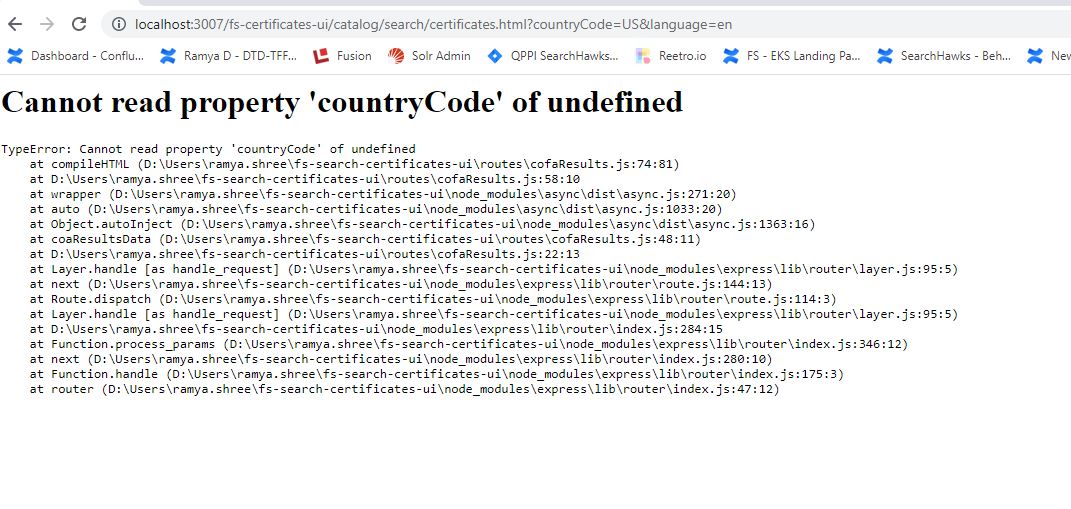 localhost:3007/fs-certificates-ui/catalog/search/certificates.html?countryCode=US&language=en
Dashboard - Conflu... Ramya D - DTD-TFF... Fusion Solr Admin QPPI SearchHawks... Reetro.io FS - EKS Landing Pa... SearchHawks - Beh... New
Cannot read property 'countryCode' of undefined
TypeError: Cannot read property 'countryCode' of undefined
at compileHTML (D:\Users\ramya.shree\fs-search-certificates-ui\routes\cofaResults.js:74:81)
at D:\Users\ramya.shree\fs-search-certificates-ui\routes\cofaResults.js:58:10
at wrapper (D:\Users\ramya.shree\fs-search-certificates-ui\node_modules\async\dist\async.js:271:20)
at auto (D:\Users\ramya.shree\fs-search-certificates-ui\node_modules\async\dist\async.js:1033:20)
at Object.autoInject (D:\Users\ramya.shree\fs-search-certificates-ui\node_modules\async\dist\async.js:1363:16)
at coaResultsData (D:\Users\ramya.shree\fs-search-certificates-ui\routes\cofaResults.js:48:11)
at D:\Users\ramya.shree\fs-search-certificates-ui\routes\cofaResults.js:22:13
at Layer.handle [as handle_request] (D:\Users\ramya.shree\fs-search-certificates-ui\node_modules\express\lib\router\layer.js:95:5)
at next (D:\Users\ramya.shree\fs-search-certificates-ui\node_modules\express\lib\router\route.js:144:13)
at Route.dispatch (D:\Users\ramya.shree\fs-search-certificates-ui\node_modules\express\lib\router\route.js:114:3)
at Layer.handle [as handle_request] (D:\Users\ramya.shree\fs-search-certificates-ui\node_modules\express\lib\router\layer.js:95:5)
at D:\Users\ramya.shree\fs-search-certificates-ui\node_modules\express\lib\router\index.js:284:15
at Function.process_params (D:\Users\ramya.shree\fs-search-certificates-ui\node_modules\express\lib\router\index.js:346:12)
at next (D:\Users\ramya.shree\fs-search-certificates-ui\node_modules\express\lib\router\index.js:280:10)
at Function.handle (D:\Users\ramya.shree\fs-search-certificates-ui\node_modules\express\lib\router\index.js:175:3)
at router (D:\Users\ramya.shree\fs-search-certificates-ui\node_modules\express\lib\router\index.js:47:12)